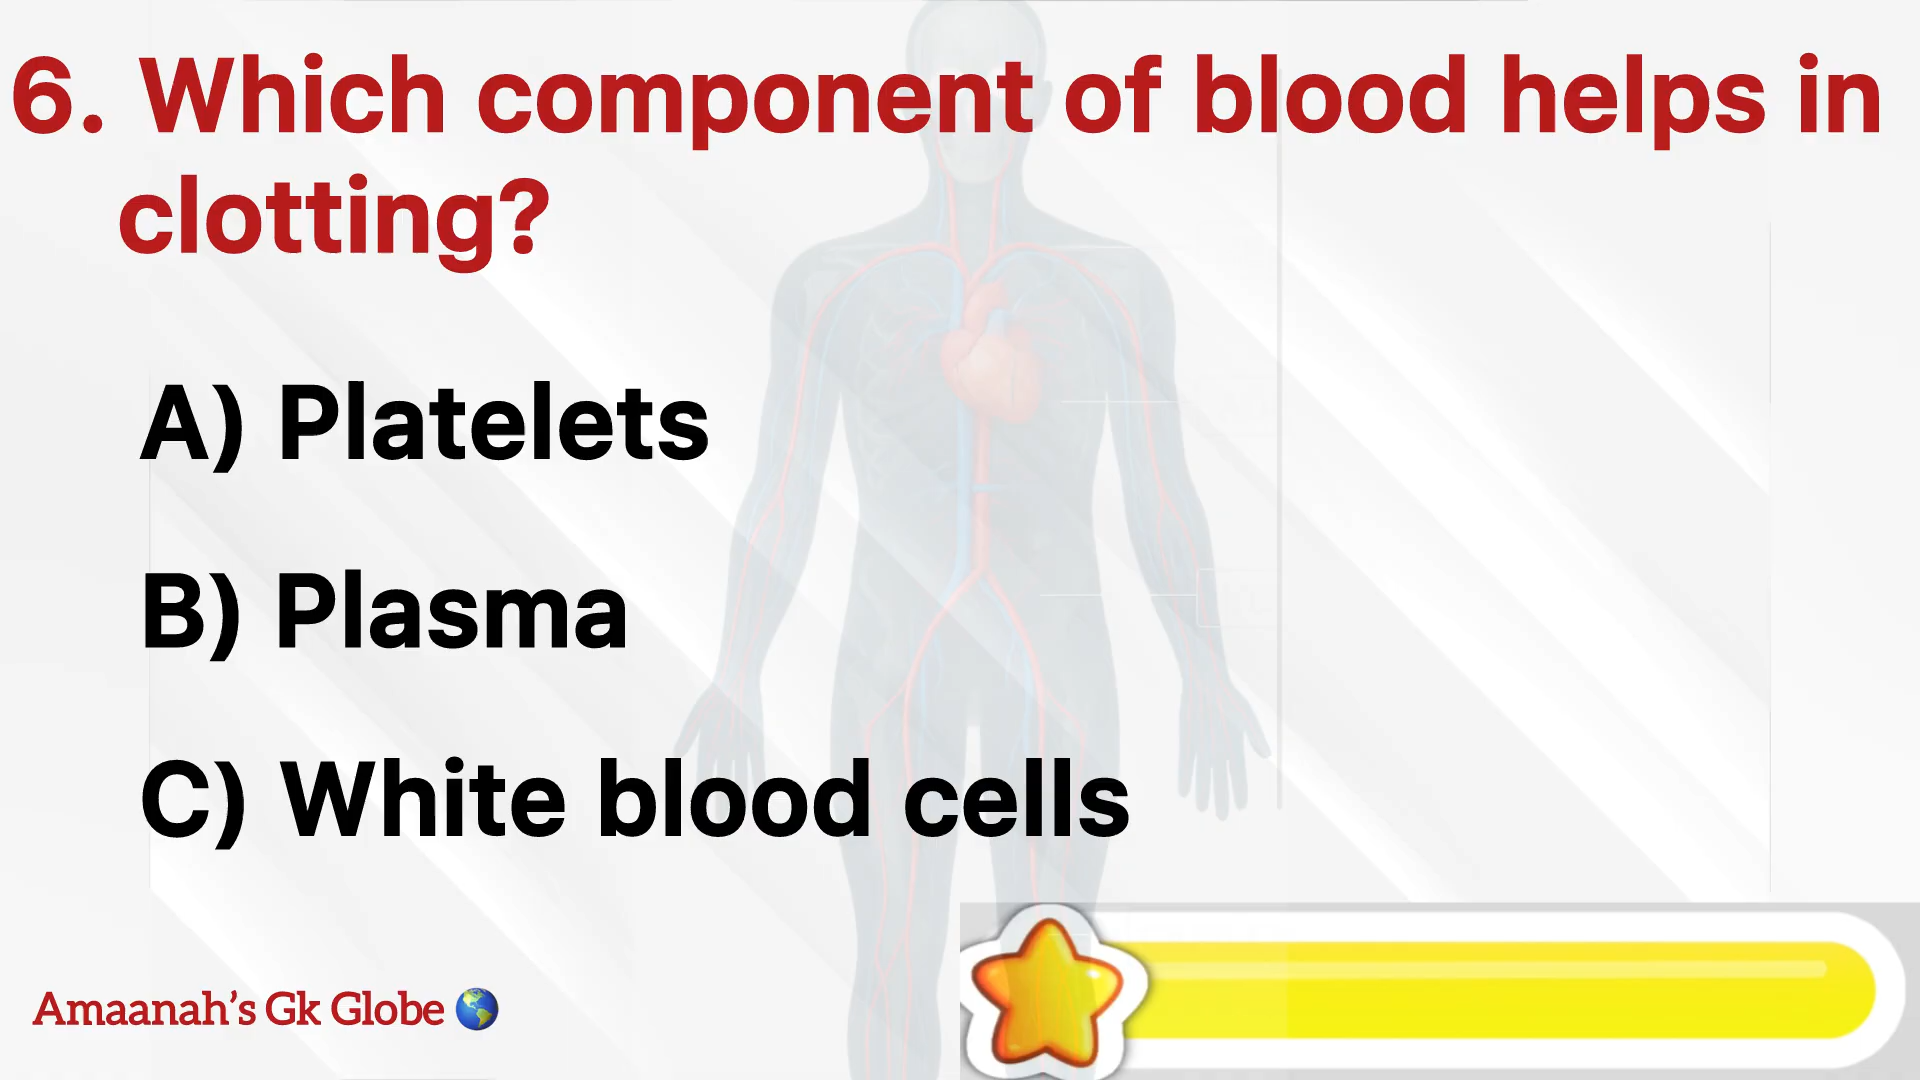 6. Which component of blood helps in
clotting?
A) Platelets
B) Plasma
C) White blood cells
Amaanah’s Gk Globe